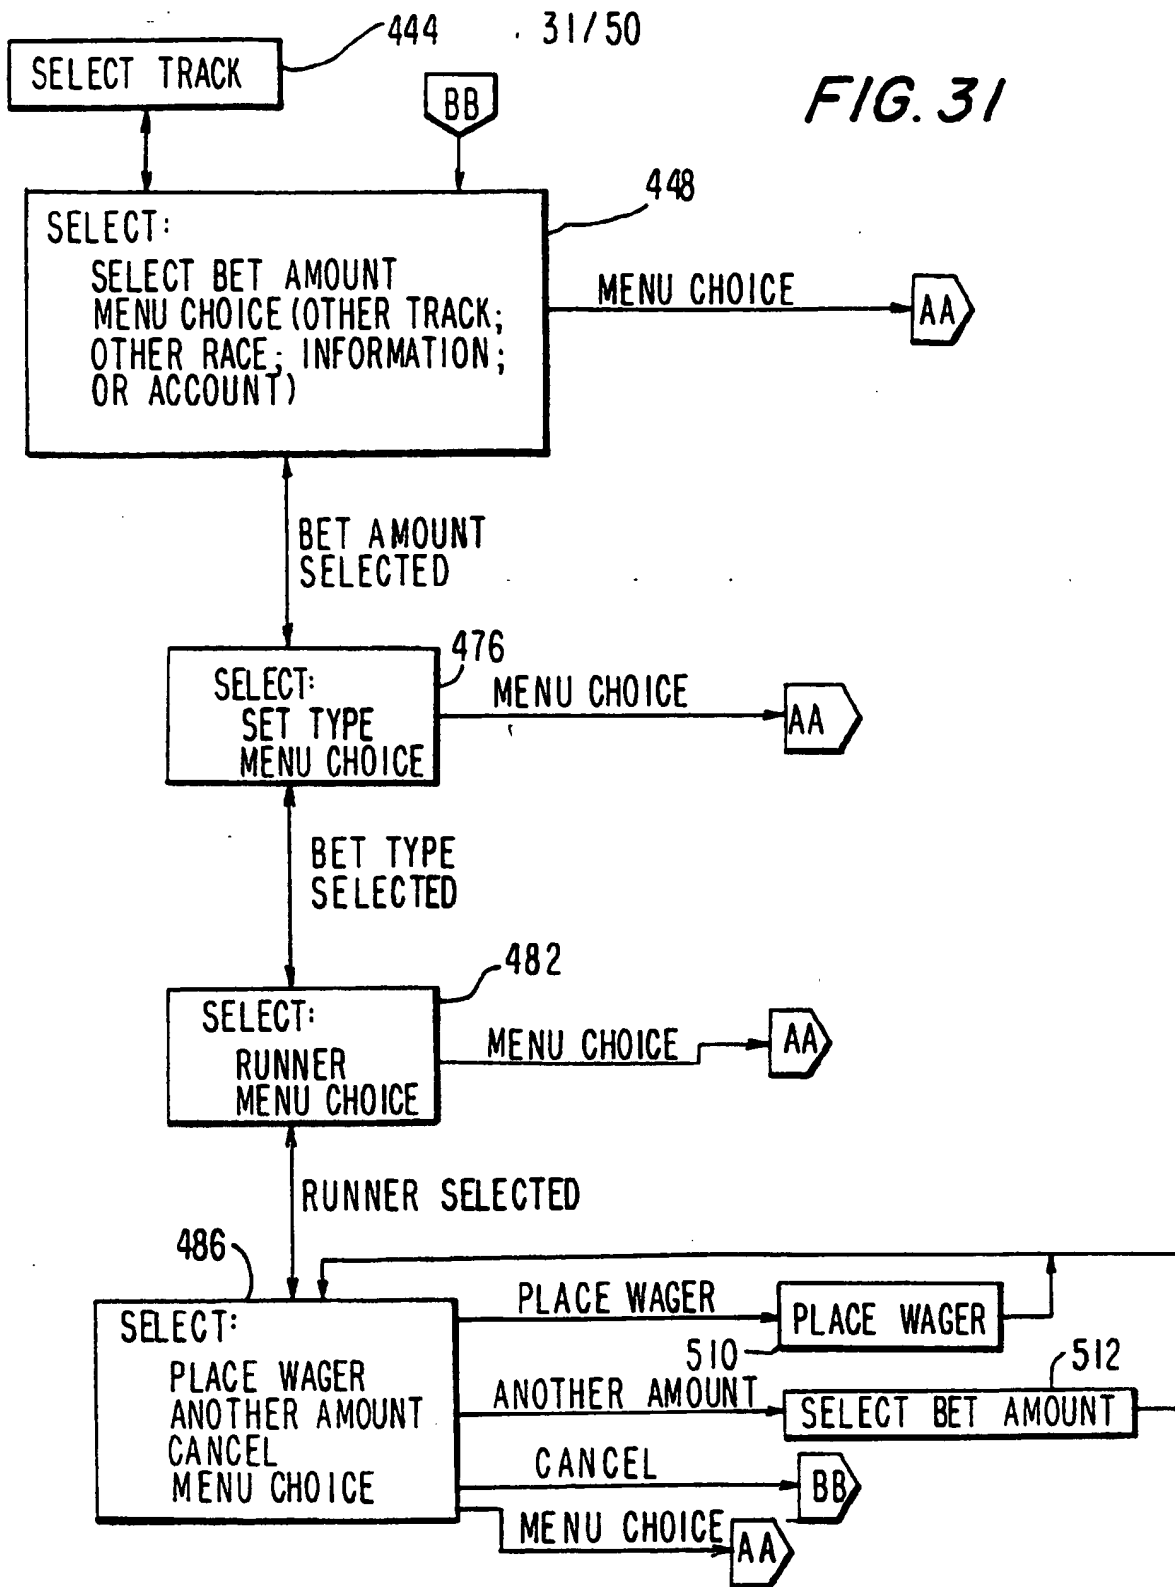 444
31/50
SELECT TRACK
BB
FIG. 31
448
SELECT:
SELECT BET AMOUNT
MENU CHOICE (OTHER TRACK;
OTHER RACE; INFORMATION;
OR ACCOUNT)
MENU CHOICE
AA
BET AMOUNT
SELECTED
476
SELECT:
SET TYPE
MENU CHOICE
MENU CHOICE
AA
BET TYPE
SELECTED
482
SELECT:
RUNNER
MENU CHOICE
MENU CHOICE
AA
RUNNER SELECTED
486
SELECT:
PLACE WAGER
ANOTHER AMOUNT
CANCEL
MENU CHOICE
PLACE WAGER
PLACE WAGER
510
ANOTHER AMOUNT
512
SELECT BET AMOUNT
CANCEL
BB
MENU CHOICE
AA